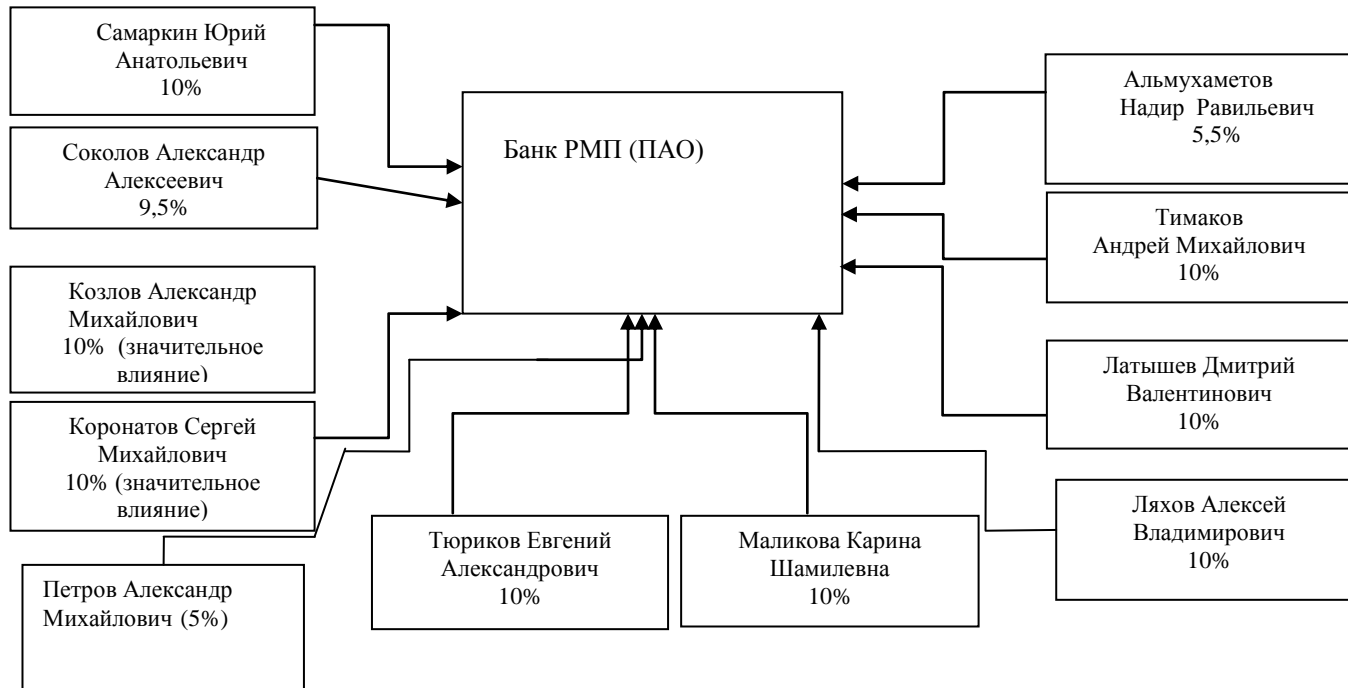 Самаркин Юрий
Анатольевич
10%
Соколов Александр
Алексеевич
9,5%
Козлов Александр
Михайлович
10% (значительное
влияние)
Коронатов Сергей
Михайлович
10% (значительное
влияние)
Петров Александр
Михайлович (5%)
Банк РМП (ПАО)
Тюриков Евгений
Александрович
10%
Маликова Карина
Шамилевна
10%
Альмухаметов
Надир Равильевич
5,5%
Тимаков
Андрей Михайлович
10%
Латышев Дмитрий
Валентинович
10%
Ляхов Алексей
Владимирович
10%